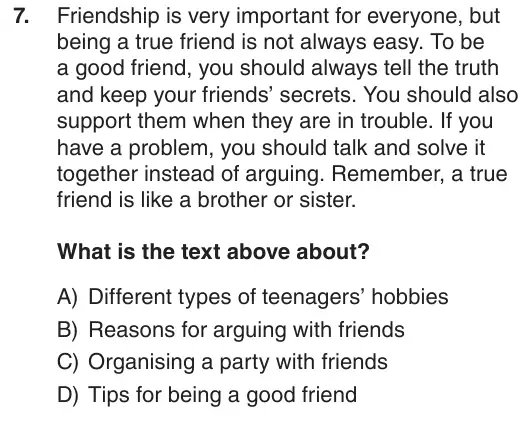 7. Friendship is very important for everyone, but
being a true friend is not always easy. To be
a good friend, you should always tell the truth
and keep your friends' secrets. You should also
support them when they are in trouble. If you
have a problem, you should talk and solve it
together instead of arguing. Remember, a true
friend is like a brother or sister.
What is the text above about?
A) Different types of teenagers' hobbies
B) Reasons for arguing with friends
C) Organising a party with friends
D) Tips for being a good friend